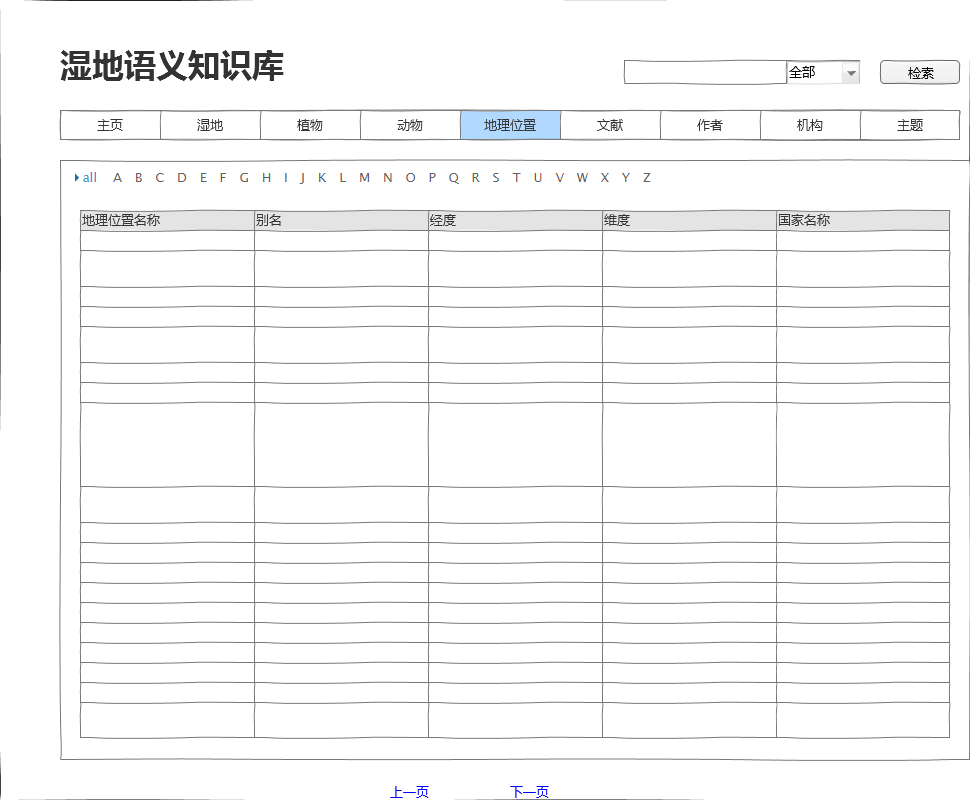 湿地语义知识库
全部 检索
主页 湿地 植物 动物 地理位置 文献 作者 机构 主题
all A B C D E F G H I J K L M N O P Q R S T U V W X Y Z
地理位置名称 别名 经度 维度 国家名称
上一页 下一页